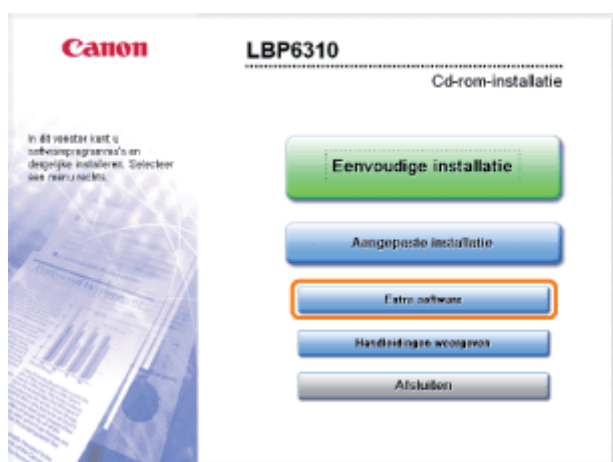 Canon
LBP6310
Cd-rom-installatie
In dit venster kunt u
softwareprogramma's en
dergelijke installeren. Selecteer
een menu rechts.
Eenvoudige installatie
Aangepaste installatie
Extra software
Handleidingen weergeven
Afsluiten